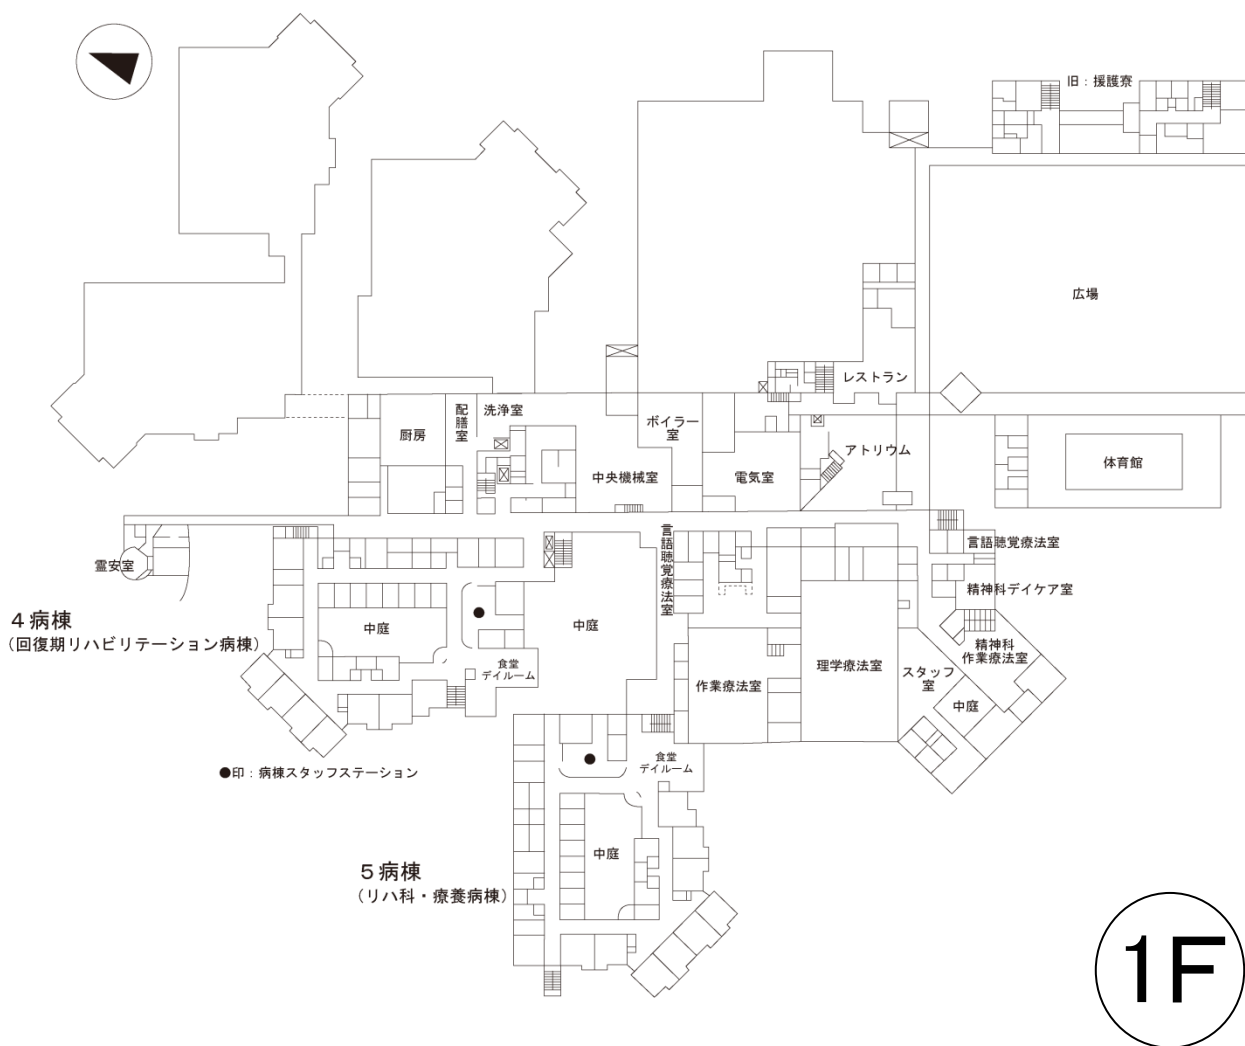 旧：援護寮
広場
レストラン
配膳室
洗浄室
厨房
ボイラー
室
アトリウム
中央機械室
電気室
体育館
言語聴覚療法室
言語聴覚療法室
霊安室
精神科デイケア室
４病棟
（回復期リハビリテーション病棟）
中庭
中庭
精神科
作業療法室
食堂
デイルーム
理学療法室
スタッフ
室
作業療法室
中庭
●印：病棟スタッフステーション
食堂
デイルーム
中庭
５病棟
（リハ科・療養病棟）
1F